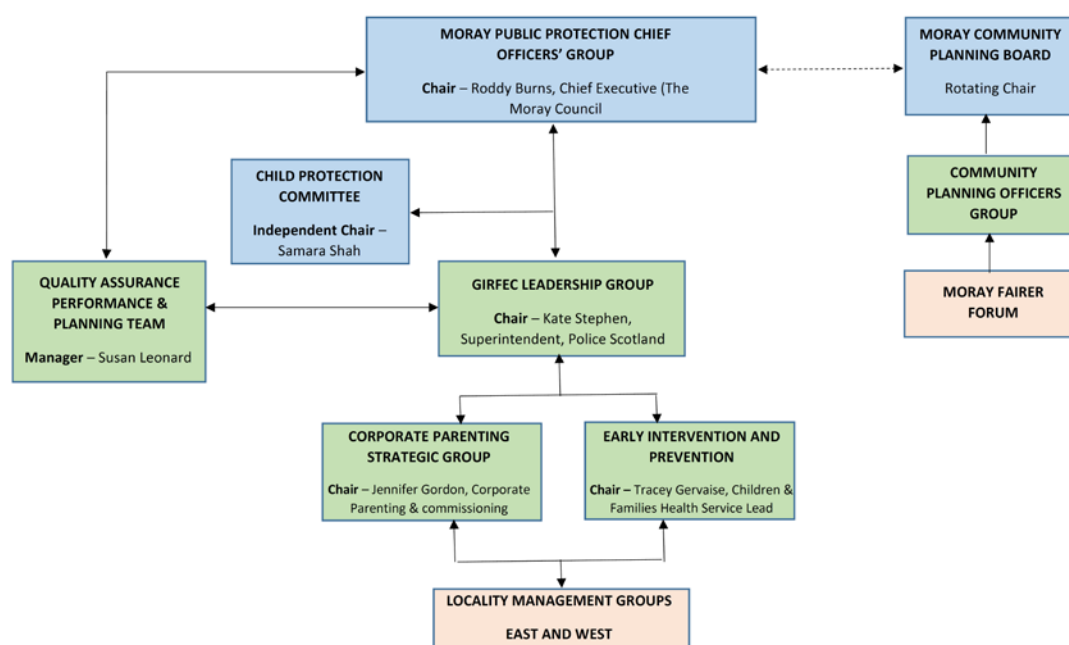 MORAY PUBLIC PROTECTION CHIEF
OFFICERS’ GROUP
Chair – Roddy Burns, Chief Executive (The
Moray Council
MORAY COMMUNITY
PLANNING BOARD
Rotating Chair
CHILD PROTECTION
COMMITTEE
Independent Chair –
Samara Shah
COMMUNITY
PLANNING OFFICERS
GROUP
QUALITY ASSURANCE
PERFORMANCE &
PLANNING TEAM
Manager – Susan Leonard
GIRFEC LEADERSHIP GROUP
Chair – Kate Stephen,
Superintendent, Police Scotland
MORAY FAIRER
FORUM
CORPORATE PARENTING
STRATEGIC GROUP
Chair – Jennifer Gordon, Corporate
Parenting & commissioning
EARLY INTERVENTION AND
PREVENTION
Chair – Tracey Gervaise, Children &
Families Health Service Lead
LOCALITY MANAGEMENT GROUPS
EAST AND WEST